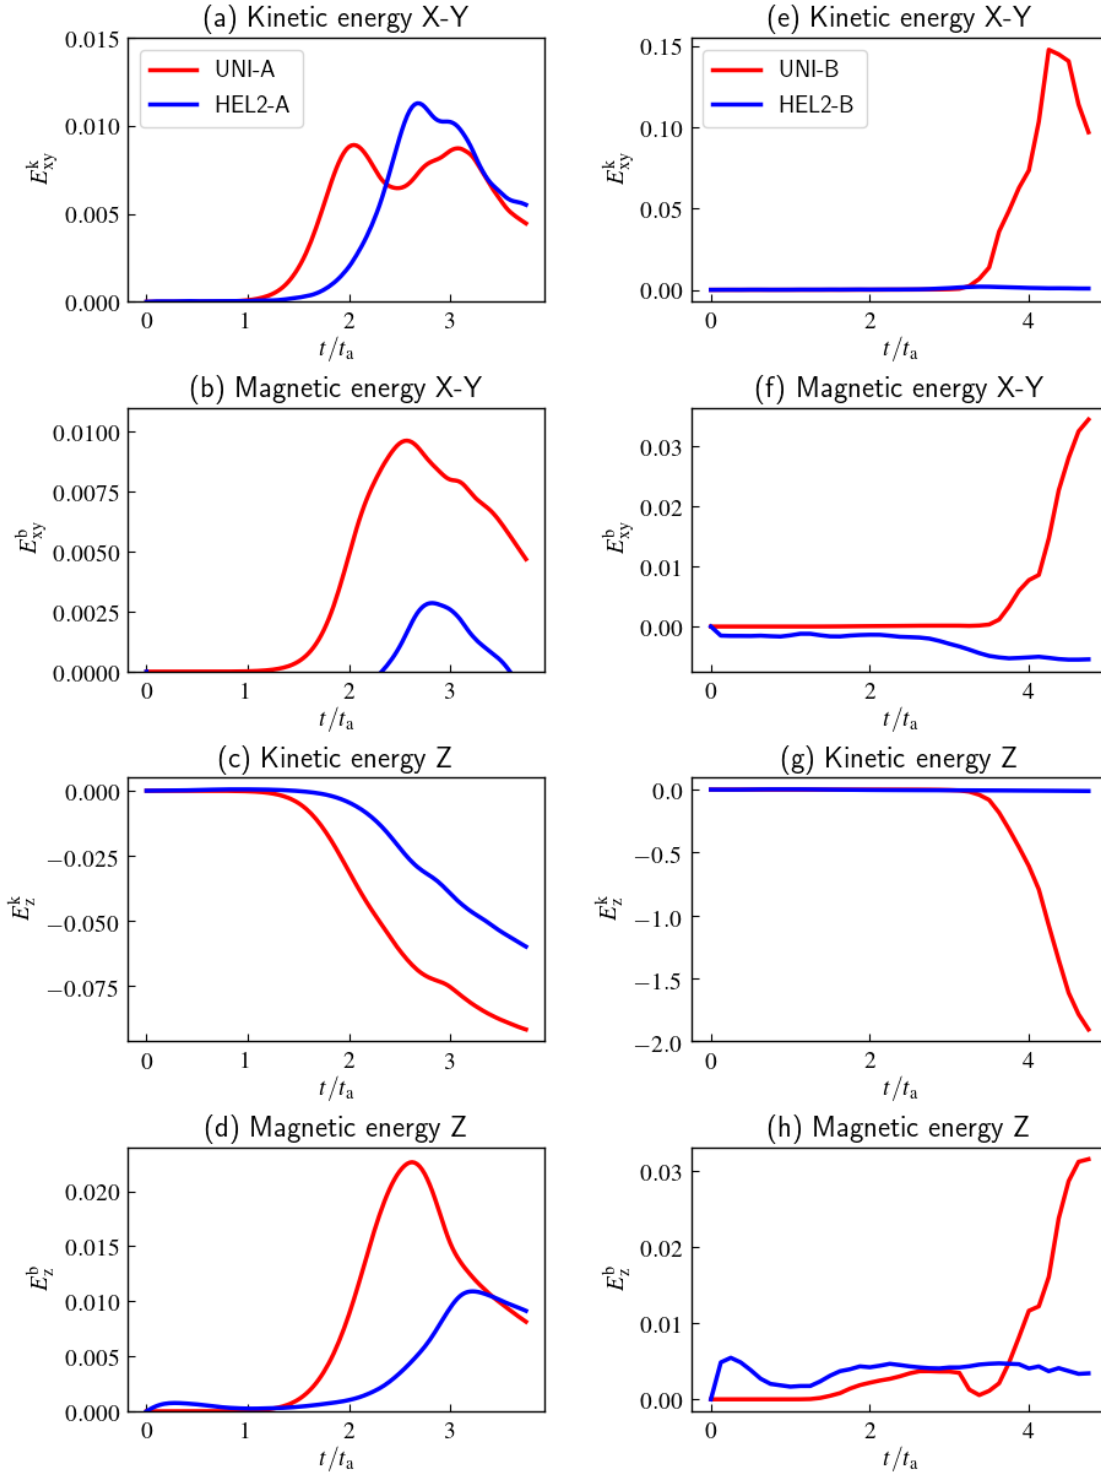 (a) Kinetic energy X-Y
0.015
0.010
0.005
0.000
E^k_xy
UNI-A
HEL2-A
0 1 2 3
t/t_a
(b) Magnetic energy X-Y
0.0100
0.0075
0.0050
0.0025
0.0000
E^b_xy
0 1 2 3
t/t_a
(c) Kinetic energy Z
0.000
−0.025
−0.050
−0.075
E^k_z
0 1 2 3
t/t_a
(d) Magnetic energy Z
0.020
0.015
0.010
0.005
0.000
E^b_z
0 1 2 3
t/t_a
(e) Kinetic energy X-Y
0.15
0.10
0.05
0.00
E^k_xy
UNI-B
HEL2-B
0 2 4
t/t_a
(f) Magnetic energy X-Y
0.03
0.02
0.01
0.00
E^b_xy
0 2 4
t/t_a
(g) Kinetic energy Z
0.0
−0.5
−1.0
−1.5
−2.0
E^k_z
0 2 4
t/t_a
(h) Magnetic energy Z
0.03
0.02
0.01
0.00
E^b_z
0 2 4
t/t_a